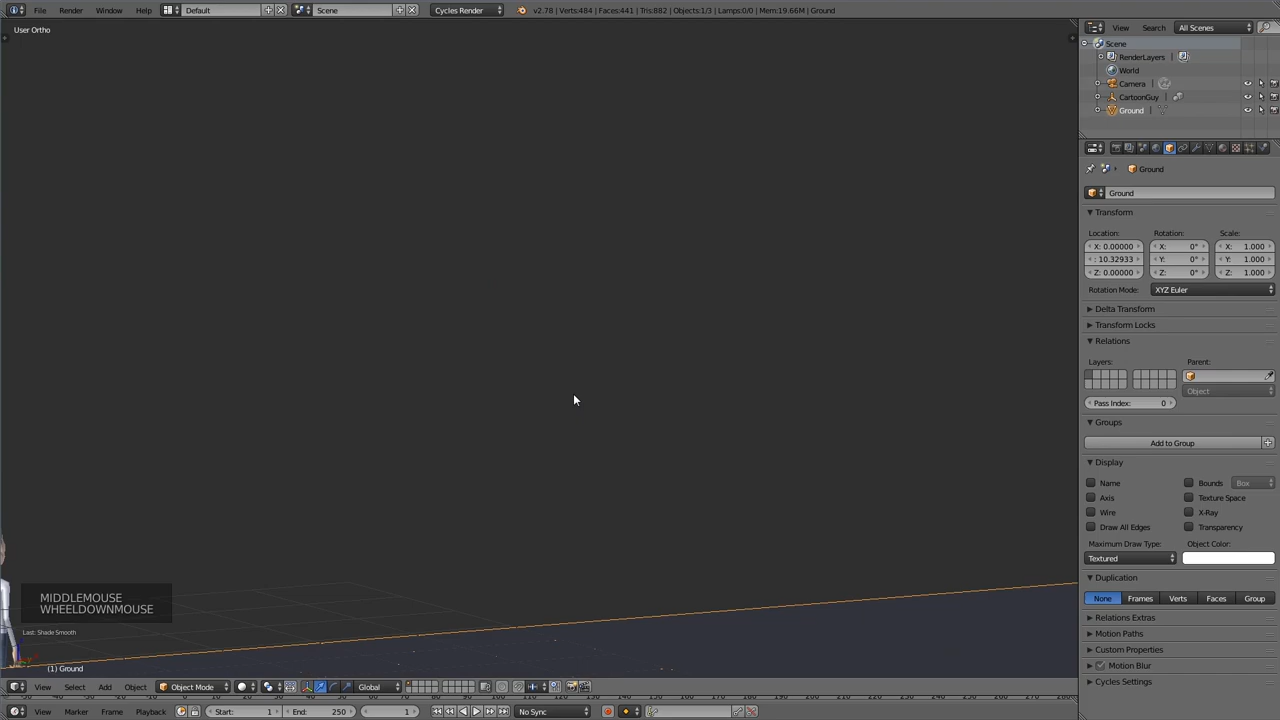 File Render Window Help Default Scene Cycles Render v2.78 | Verts:484 | Faces:441 | Tris:882 | Objects:1/3 | Lamps:0/0 | Mem:19.66M | Ground
User Ortho
View Search All Scenes
Scene
RenderLayers
World
Camera
CartoonGuy
Ground
Ground
Ground
Transform
Location: Rotation: Scale:
X: 0.00000 X: 0° X: 1.000
: 10.32933 Y: 0° Y: 1.000
Z: 0.00000 Z: 0° Z: 1.000
Rotation Mode: XYZ Euler
Delta Transform
Transform Locks
Relations
Layers: Parent:
Object
Pass Index: 0
Groups
Add to Group
Display
Name Bounds Box
Axis Texture Space
Wire X-Ray
Draw All Edges Transparency
Maximum Draw Type: Object Color:
Textured
Duplication
None Frames Verts Faces Group
Relations Extras
Motion Paths
Custom Properties
Motion Blur
Cycles Settings
MIDDLEMOUSE
WHEELDOWNMOUSE
Last: Shade Smooth
(1) Ground
View Select Add Object Object Mode Global
View Marker Frame Playback Start: 1 End: 250 1 No Sync